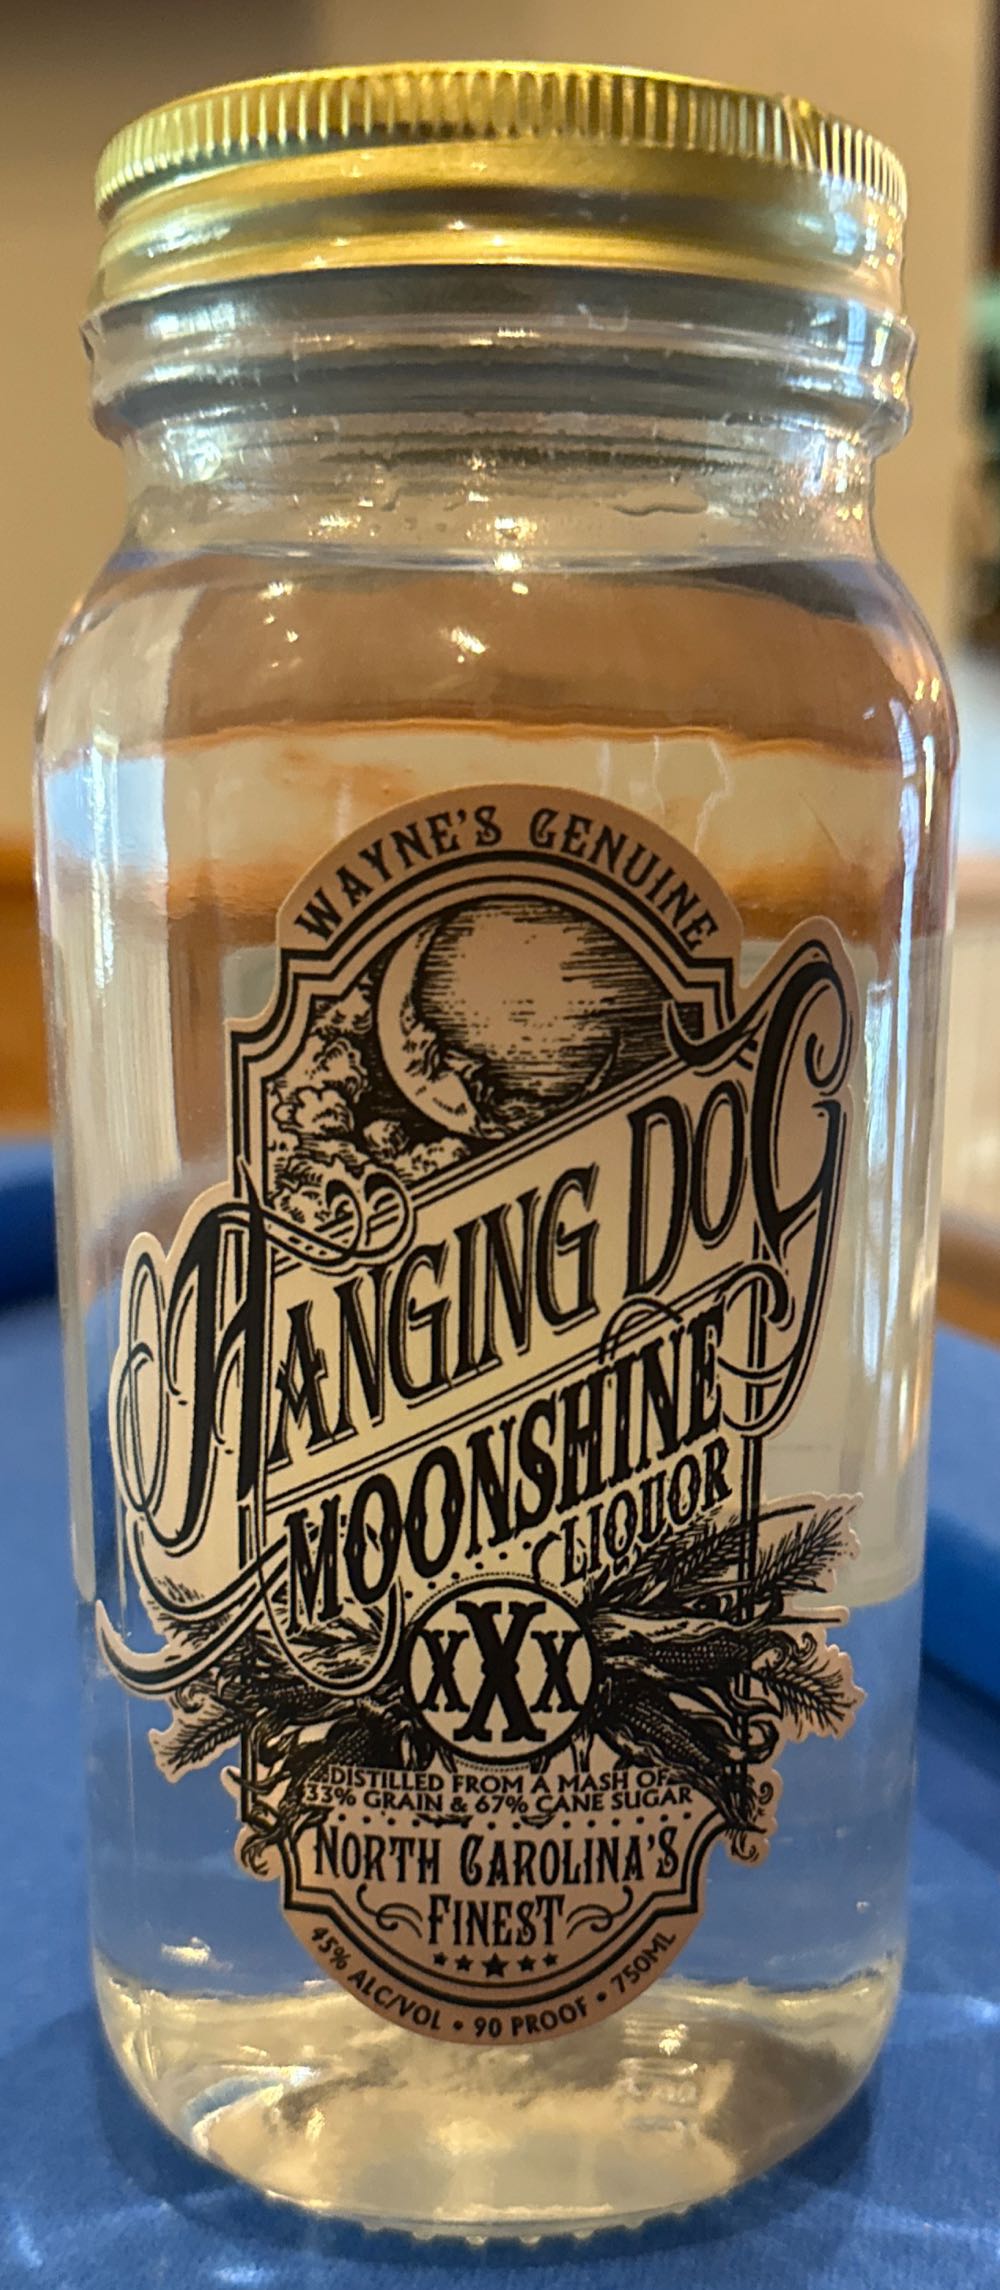 WAYNE'S GENUINE
HANGING DOG
MOONSHINE
LIQUOR
XXX
DISTILLED FROM A MASH OF
33% GRAIN & 67% CANE SUGAR
NORTH CAROLINA'S
FINEST
45% ALC/VOL • 90 PROOF • 750ML